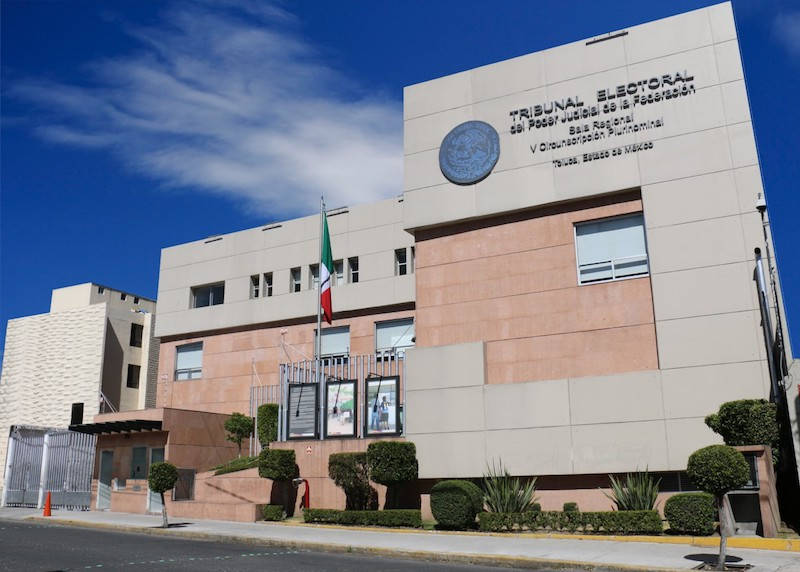 TRIBUNAL ELECTORAL
del Poder Judicial de la Federación
Sala Regional
V Circunscripción Plurinominal
Toluca, Estado de México